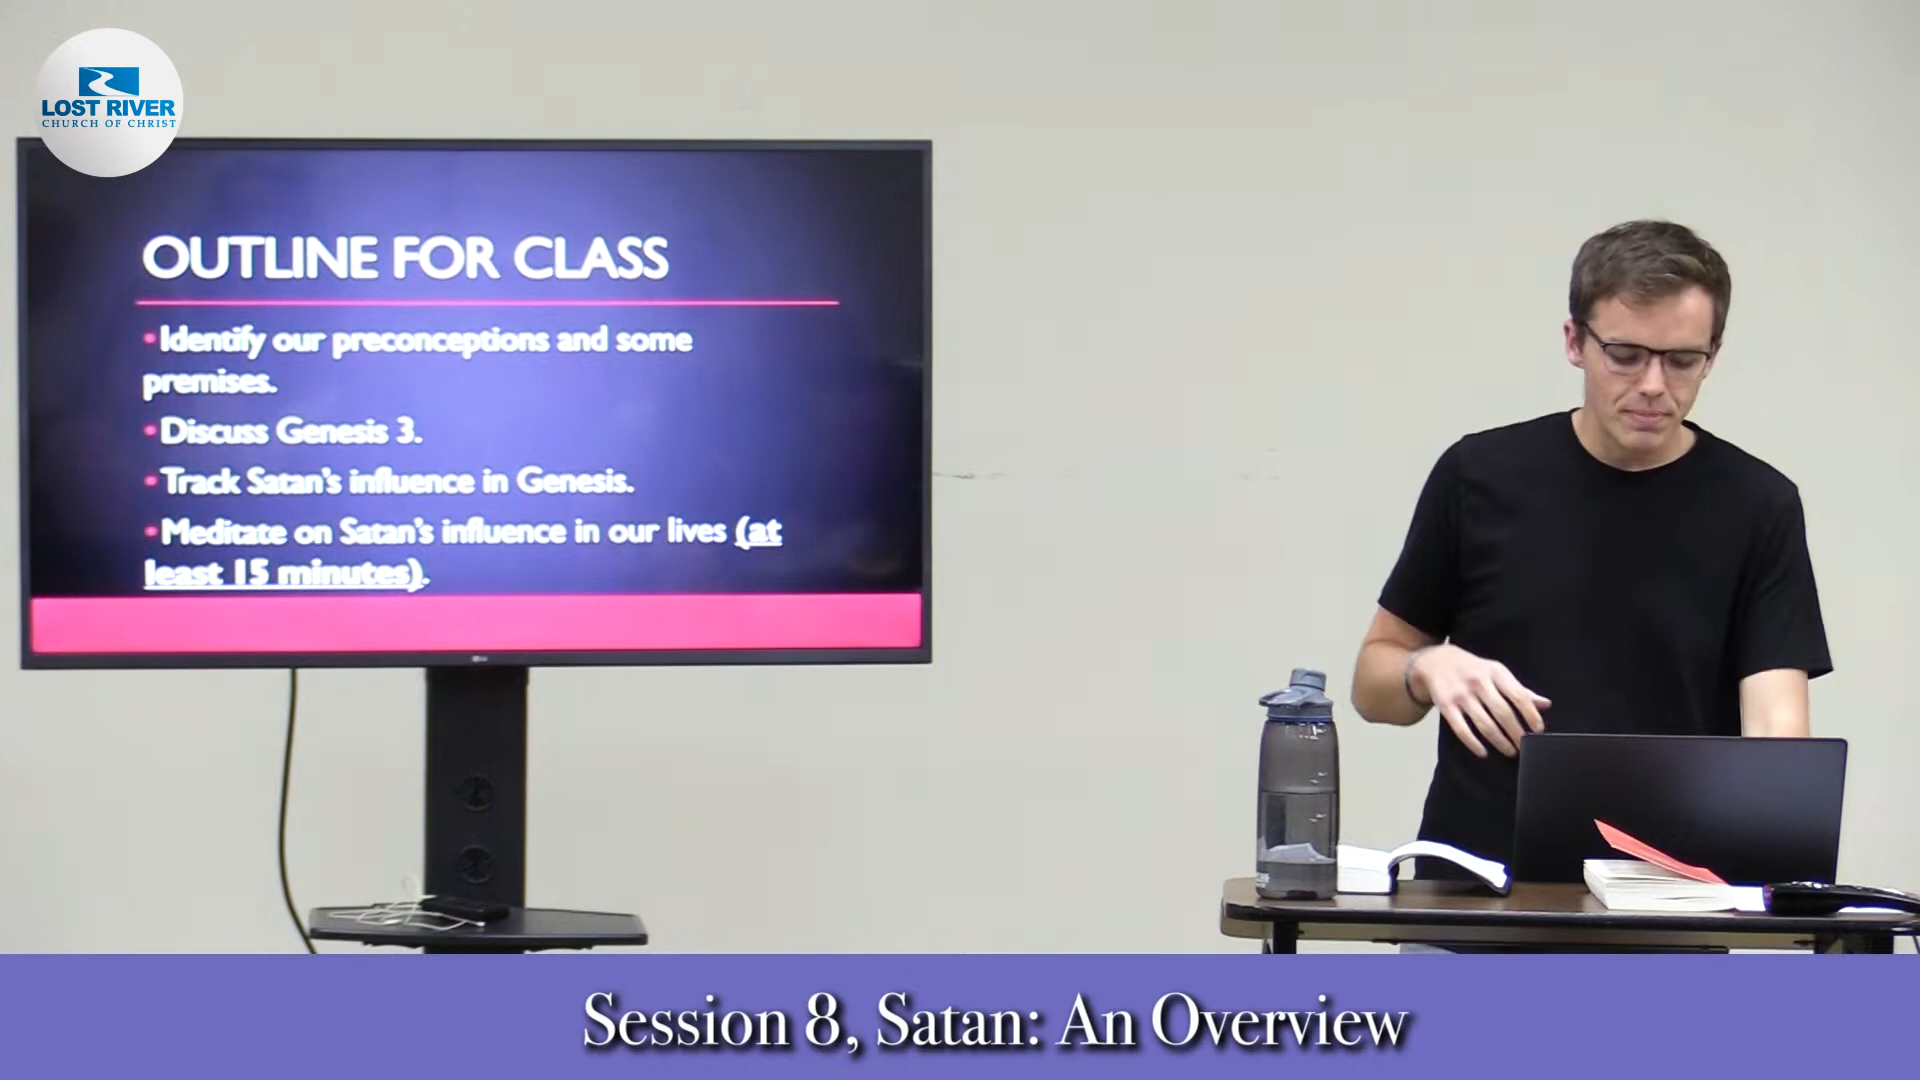 LOST RIVER
CHURCH OF CHRIST
OUTLINE FOR CLASS
•Identify our preconceptions and some
premises.
•Discuss Genesis 3.
•Track Satan's influence in Genesis.
•Meditate on Satan's influence in our lives (at
least 15 minutes).
Session 8, Satan: An Overview